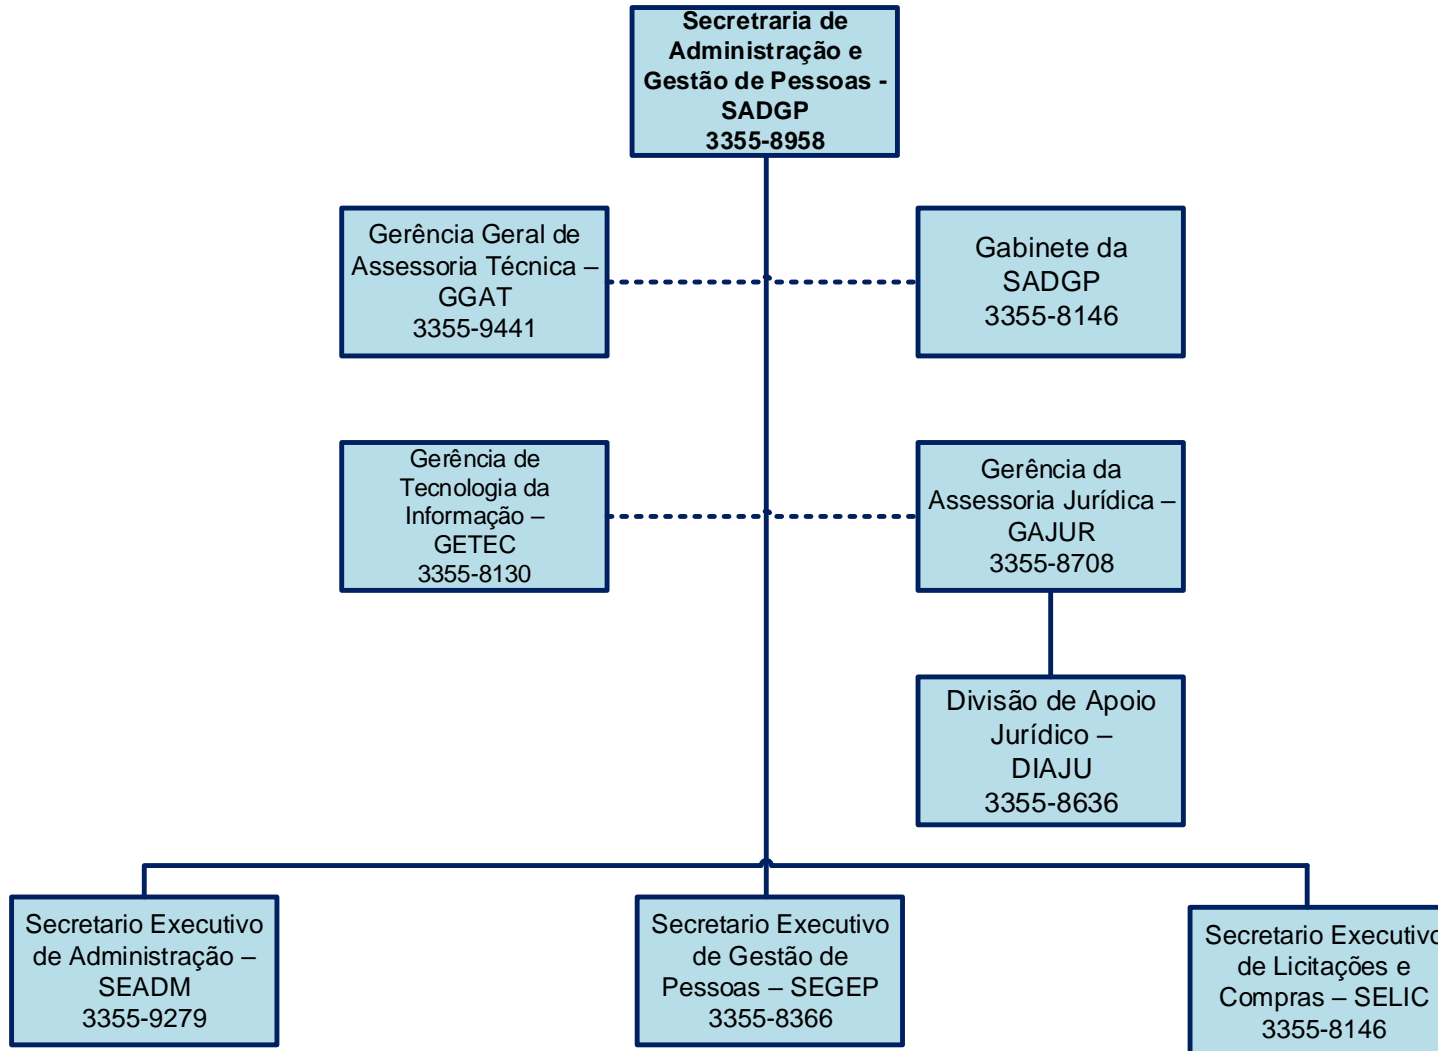 Secretraria de
Administração e
Gestão de Pessoas -
SADGP
3355-8958
Gerência Geral de
Assessoria Técnica –
GGAT
3355-9441
Gabinete da
SADGP
3355-8146
Gerência de
Tecnologia da
Informação –
GETEC
3355-8130
Gerência da
Assessoria Jurídica –
GAJUR
3355-8708
Divisão de Apoio
Jurídico –
DIAJU
3355-8636
Secretario Executivo
de Administração –
SEADM
3355-9279
Secretario Executivo
de Gestão de
Pessoas – SEGEP
3355-8366
Secretario Executivo
de Licitações e
Compras – SELIC
3355-8146